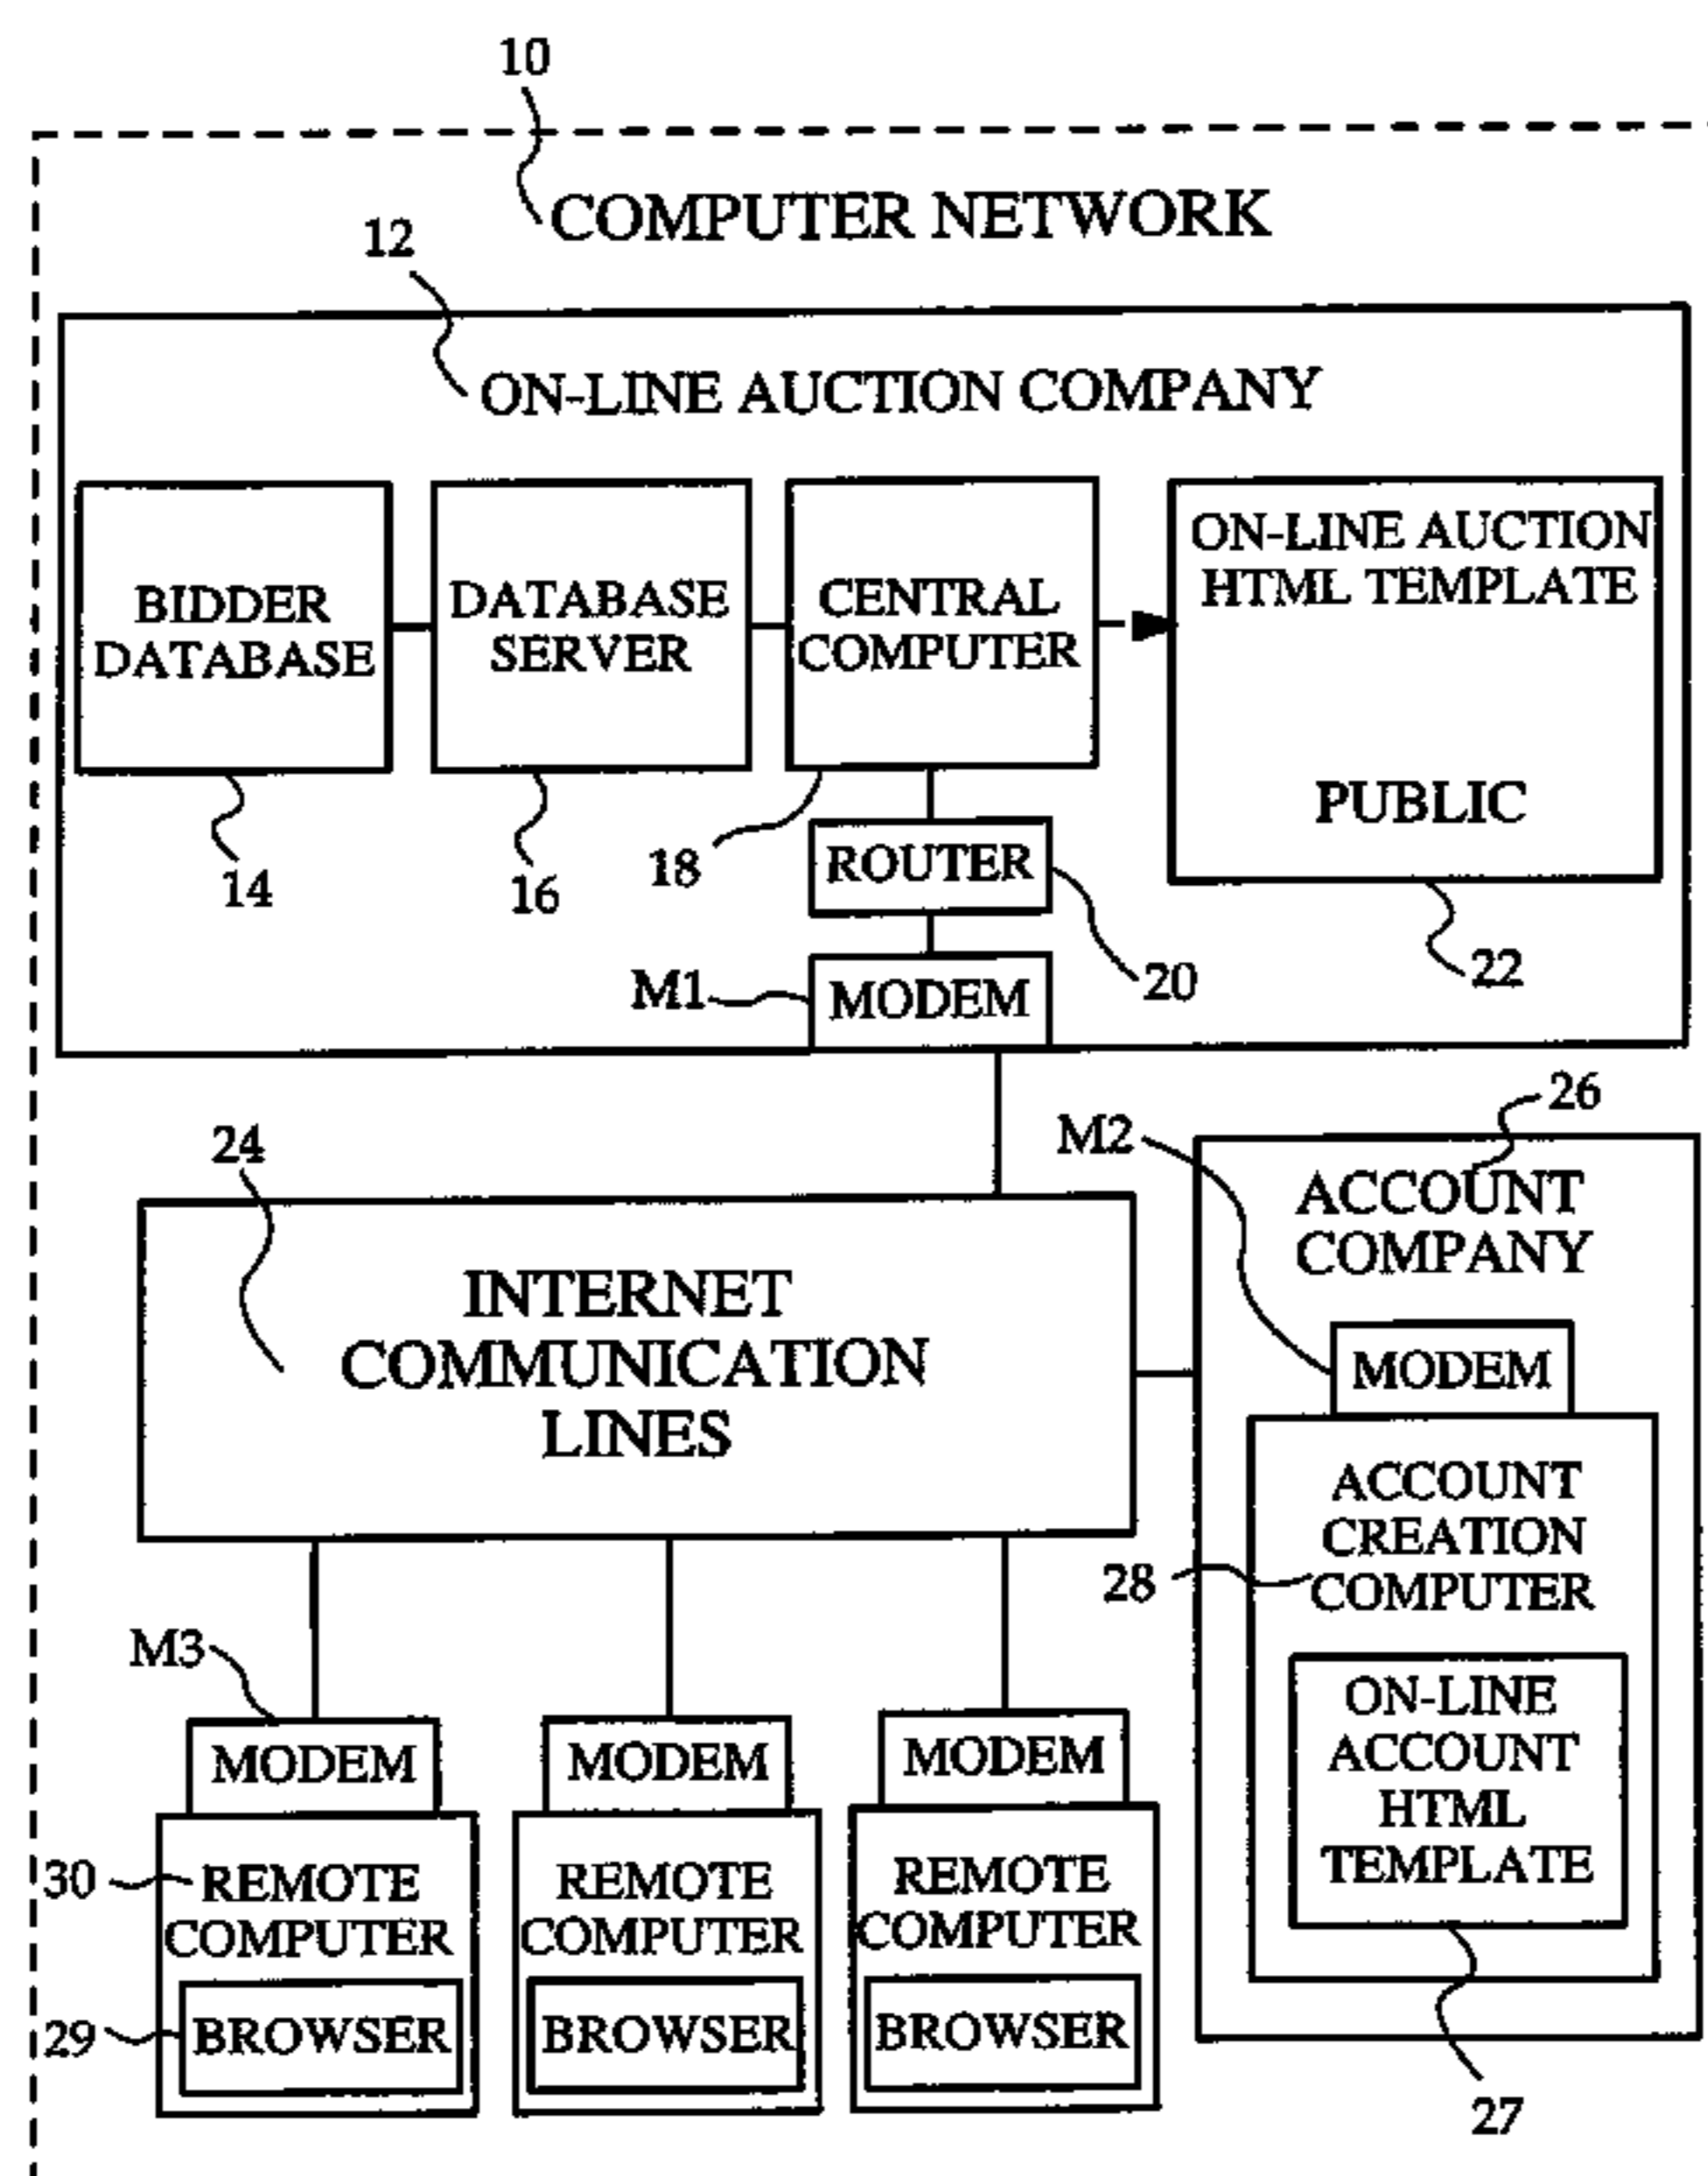 10
COMPUTER NETWORK
12
ON-LINE AUCTION COMPANY
BIDDER
DATABASE
DATABASE
SERVER
CENTRAL
COMPUTER
ON-LINE AUCTION
HTML TEMPLATE
PUBLIC
14
16
18
ROUTER
20
22
M1
MODEM
24
INTERNET
COMMUNICATION
LINES
M2
26
ACCOUNT
COMPANY
MODEM
ACCOUNT
CREATION
COMPUTER
28
ON-LINE
ACCOUNT
HTML
TEMPLATE
27
M3
MODEM
MODEM
MODEM
30
REMOTE
COMPUTER
REMOTE
COMPUTER
REMOTE
COMPUTER
29
BROWSER
BROWSER
BROWSER